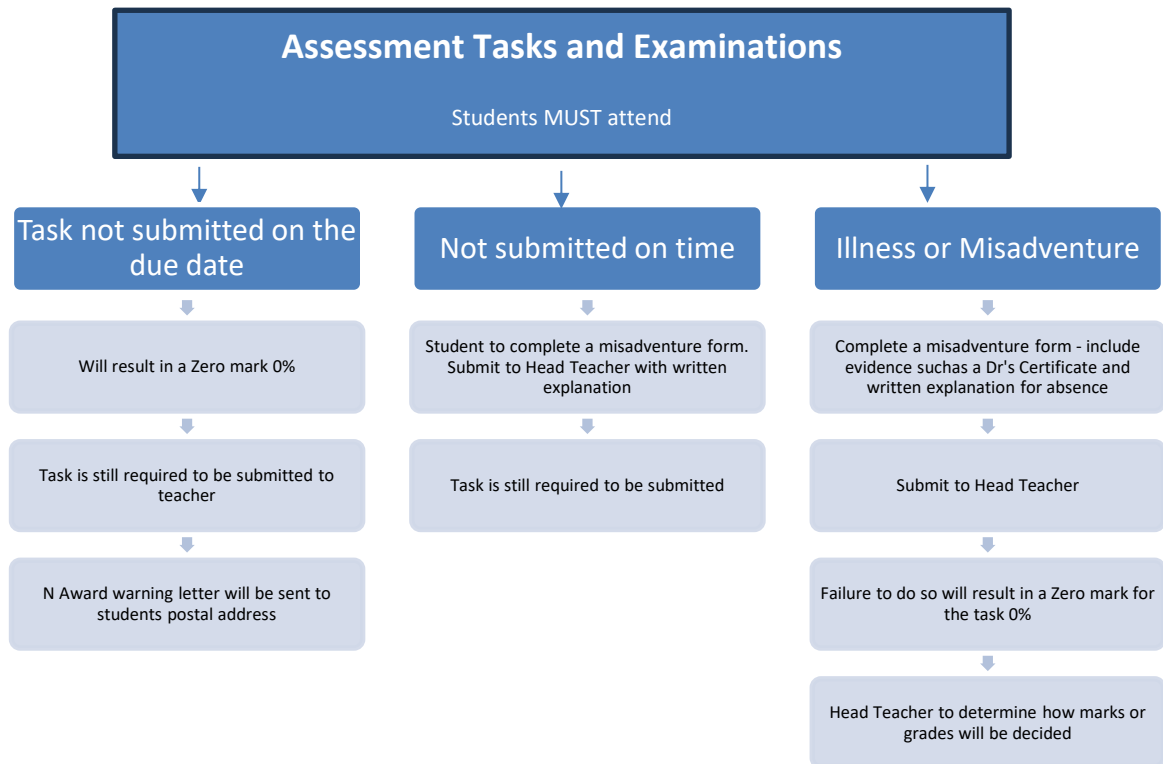 Assessment Tasks and Examinations
Students MUST attend
Task not submitted on the
due date
Will result in a Zero mark 0%
Task is still required to be submitted to
teacher
N Award warning letter will be sent to
students postal address
Not submitted on time
Student to complete a misadventure form.
Submit to Head Teacher with written
explanation
Task is still required to be submitted
Illness or Misadventure
Complete a misadventure form - include
evidence suchas a Dr's Certificate and
written explanation for absence
Submit to Head Teacher
Failure to do so will result in a Zero mark for
the task 0%
Head Teacher to determine how marks or
grades will be decided